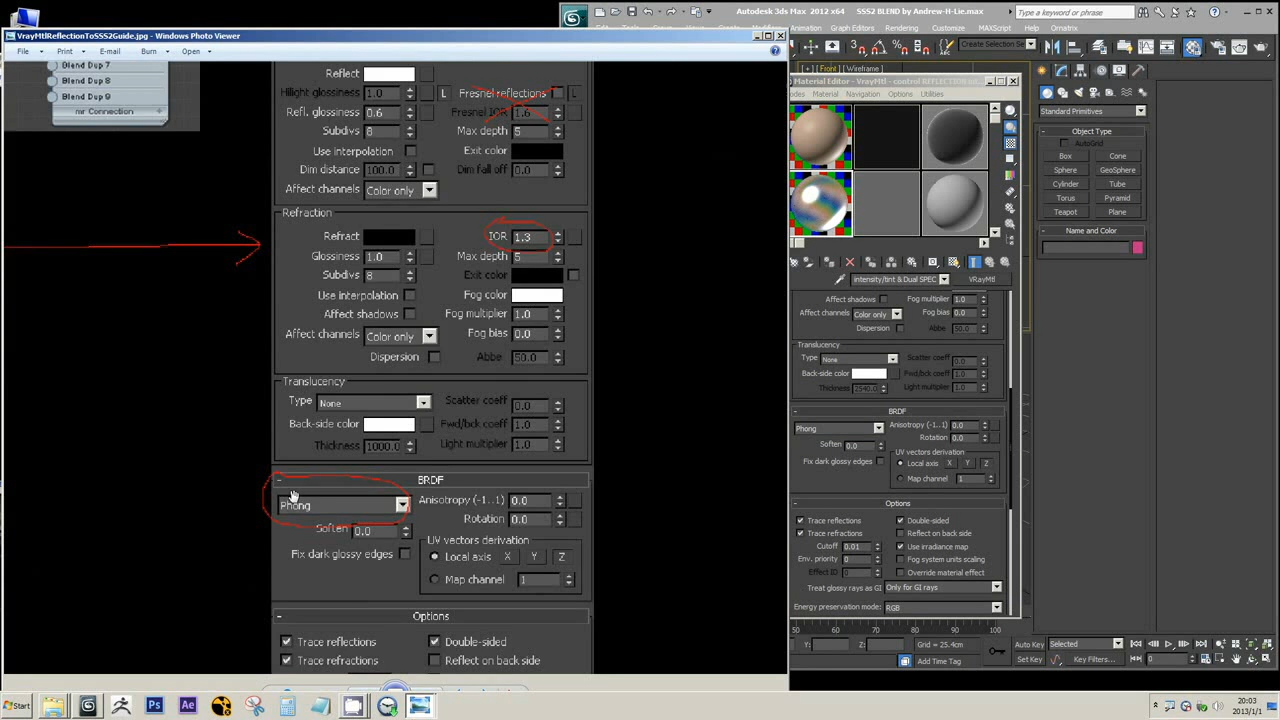 VrayMtlReflectionToSSS2Guide.jpg - Windows Photo Viewer
File Print E-mail Burn Open
Blend Dup 7
Blend Dup 8
Blend Dup 9
mr Connection +
Reflect
glossiness 1.0 L Fresnel reflections L
Refl. glossiness 0.6 Fresnel IOR 1.6
Subdivs 8 Max depth 5
Use interpolation Exit color
Dim distance 100.0 Dim fall off 0.0
Affect channels Color only
Refraction
Refract IOR 1.3
Glossiness 1.0 Max depth 5
Subdivs 8 Exit color
Use interpolation Fog color
Affect shadows Fog multiplier 1.0
Affect channels Color only Fog bias 0.0
Dispersion Abbe 50.0
Translucency
Type None Scatter coeff 0.0
Back-side color Fwd/bck coeff 1.0
Thickness 1000.0 Light multiplier 1.0
- BRDF
Phong Anisotropy (-1..1) 0.0
Rotation 0.0
Soften 0.0 UV vectors derivation
Fix dark glossy edges Local axis X Y Z
Map channel 1
- Options
Trace reflections Double-sided
Trace refractions Reflect on back side
Autodesk 3ds Max 2012 x64 SSS2 BLEND by Andrew-H-Lie.max Type a keyword or phrase
Animation Graph Editors Rendering Customize MAXScript Help Ornatrix
Create Selection Se
[ + ] [ Front ] [ Wireframe ]
Material Editor - VrayMtl - control REFLECTION
Material Navigation Options Utilities
intensity/tint & Dual SPEC VRayMtl
Affect shadows Fog multiplier 1.0
Affect channels Color only Fog bias 0.0
Dispersion Abbe 50.0
Translucency
Type None Scatter coeff 0.0
Back-side color Fwd/bck coeff 1.0
Thickness 2540.0 Light multiplier 1.0
- BRDF
Phong Anisotropy (-1..1) 0.0
Rotation 0.0
Soften 0.0 UV vectors derivation
Fix dark glossy edges Local axis X Y Z
Map channel 1
- Options
Trace reflections Double-sided
Trace refractions Reflect on back side
Cutoff 0.01 Use irradiance map
Env. priority 0 Fog system units scaling
Effect ID 0 Override material effect
Treat glossy rays as GI Only for GI rays
Energy preservation mode: RGB
Standard Primitives
- Object Type
AutoGrid
Box Cone
Sphere GeoSphere
Cylinder Tube
Torus Pyramid
Teapot Plane
- Name and Color
50 60 70 80 90 100
Y: Z: Grid = 25.4cm Auto Key Selected
Add Time Tag Set Key Key Filters... 0
Start Ps Ae
20:03
2013/1/1